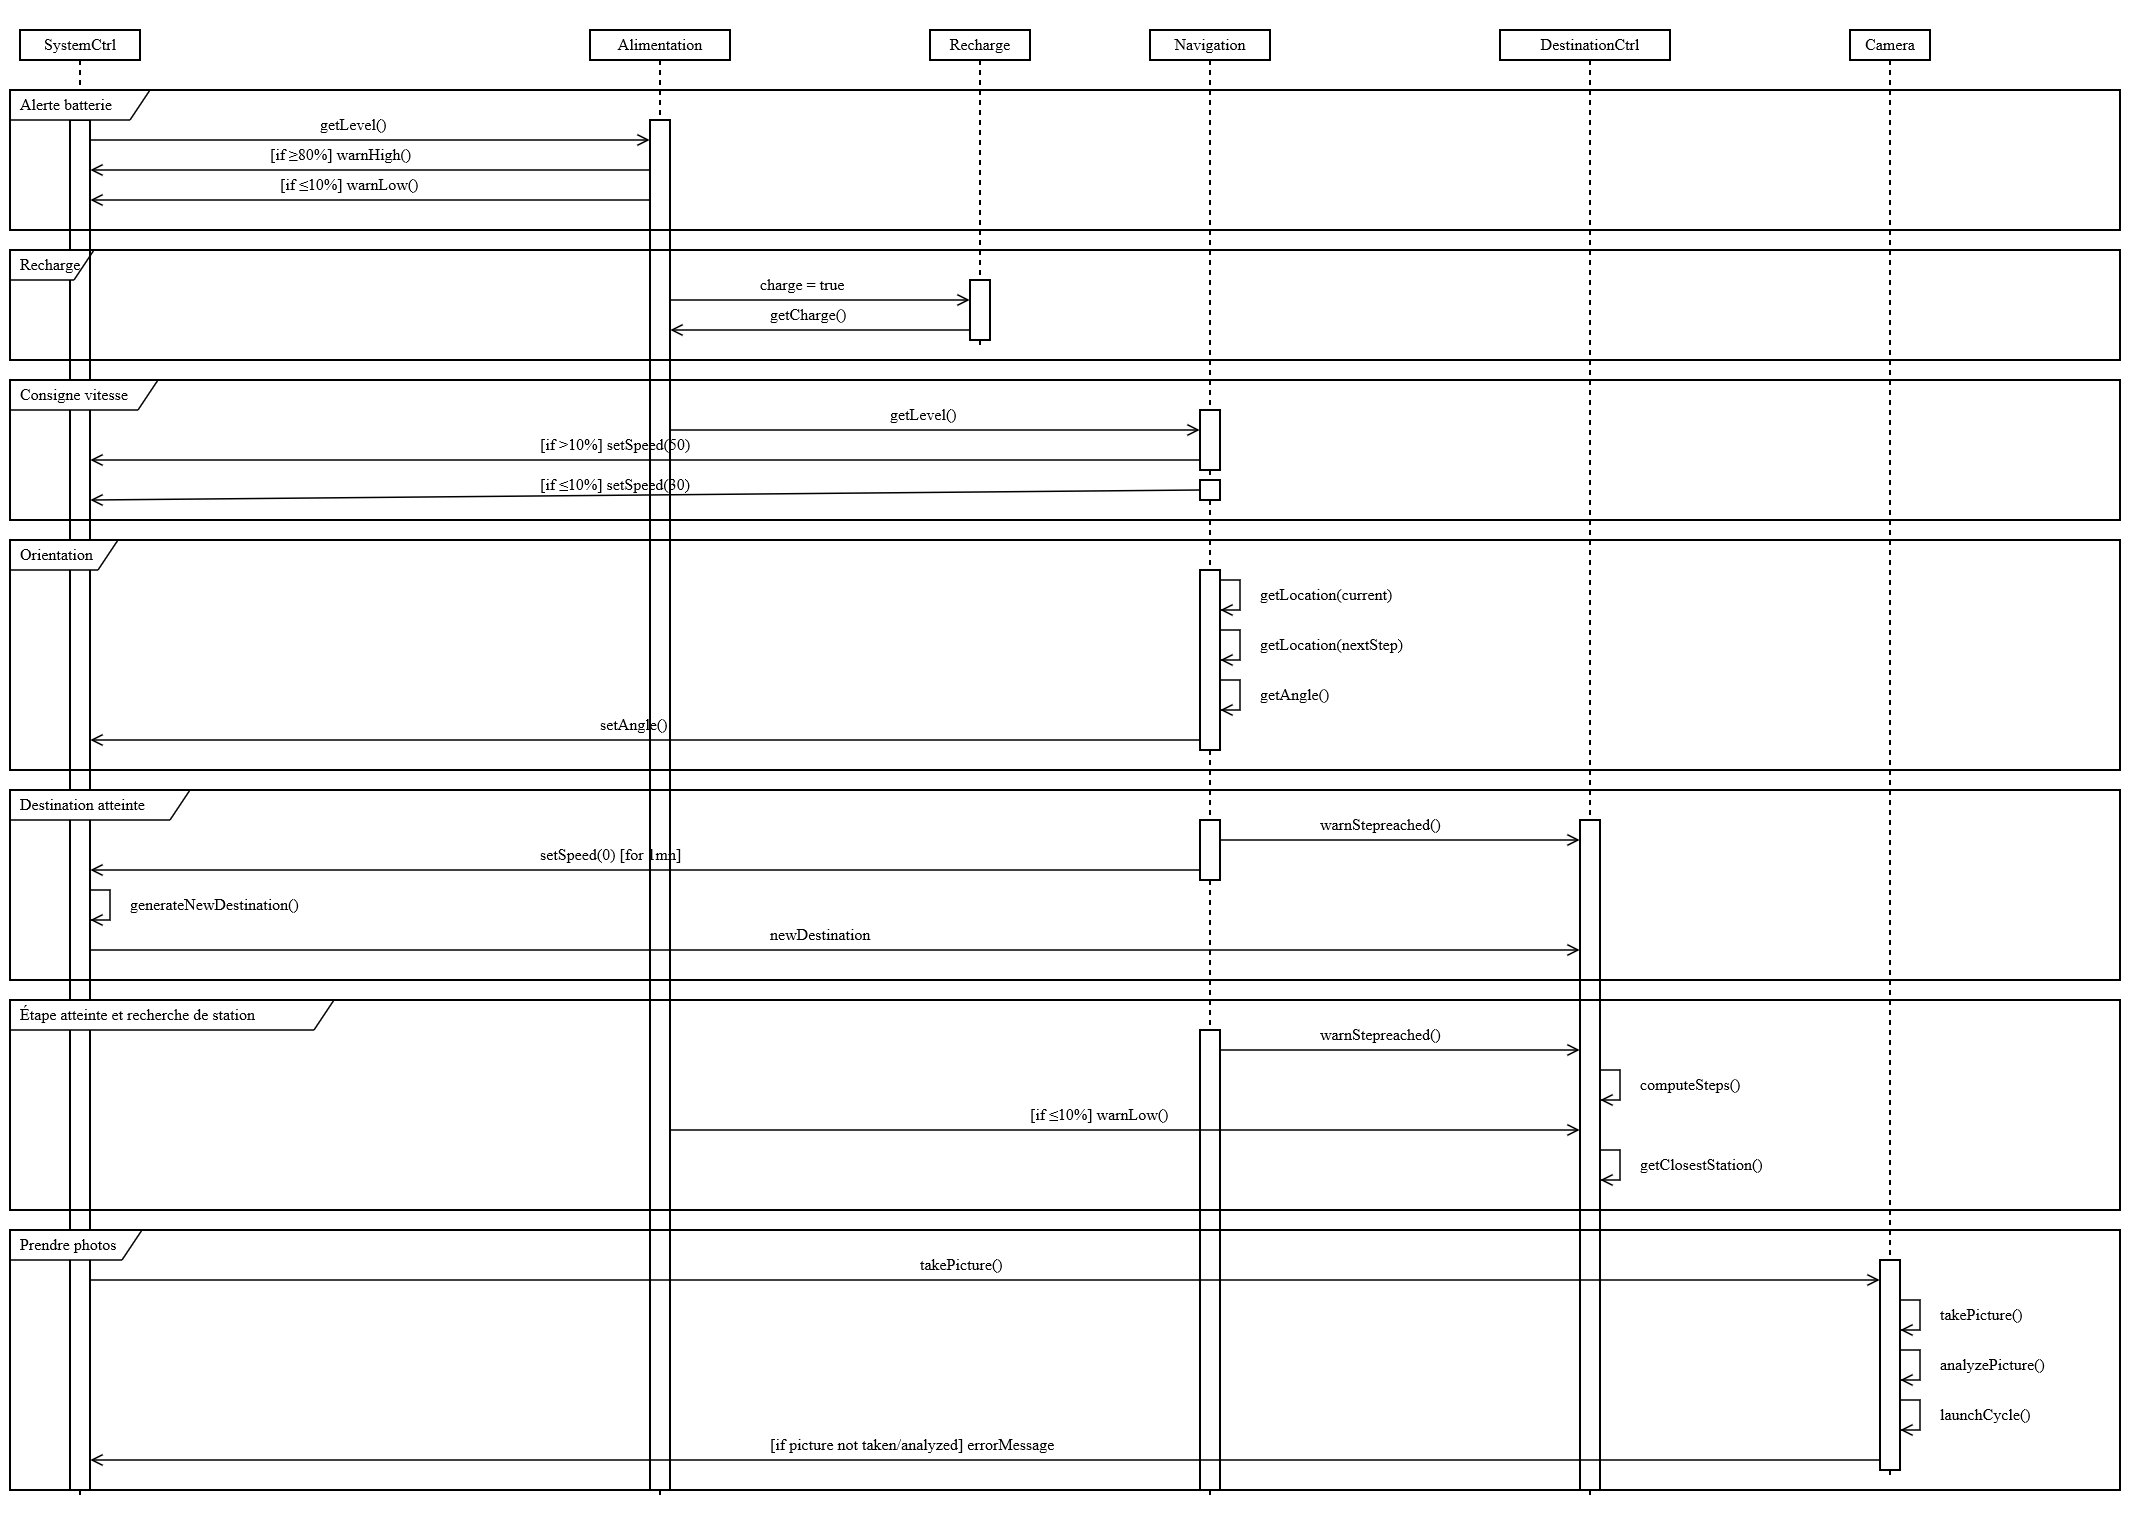 SystemCtrl
Alimentation
Recharge
Navigation
DestinationCtrl
Camera
Alerte batterie
getLevel()
[if ≥80%] warnHigh()
[if ≤10%] warnLow()
Recharge
charge = true
getCharge()
Consigne vitesse
getLevel()
[if >10%] setSpeed(50)
[if ≤10%] setSpeed(30)
Orientation
getLocation(current)
getLocation(nextStep)
getAngle()
setAngle()
Destination atteinte
warnStepreached()
setSpeed(0) [for 1mn]
generateNewDestination()
newDestination
Étape atteinte et recherche de station
warnStepreached()
computeSteps()
[if ≤10%] warnLow()
getClosestStation()
Prendre photos
takePicture()
takePicture()
analyzePicture()
launchCycle()
[if picture not taken/analyzed] errorMessage